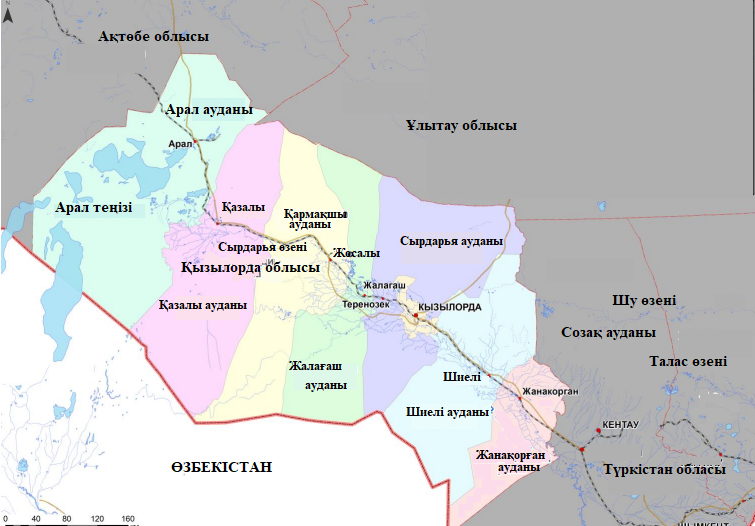 N
Ақтөбе облысы
Арал ауданы
Ұлытау облысы
Арал
Арал теңізі
Қазалы
Қармақшы
ауданы
Сырдарья ауданы
Сырдарья өзені
Жосалы
Қызылорда облысы
Жалагаш
Қазалы ауданы
Теренозек
КЫЗЫЛОРДА
Шу өзені
Созақ ауданы
Талас өзені
Жалағаш
ауданы
Шиелі
Жанакорган
Шиелі ауданы
КЕНТАУ
Жанақорған
ауданы
ӨЗБЕКІСТАН
Түркістан обласы
0 40 80 120 160